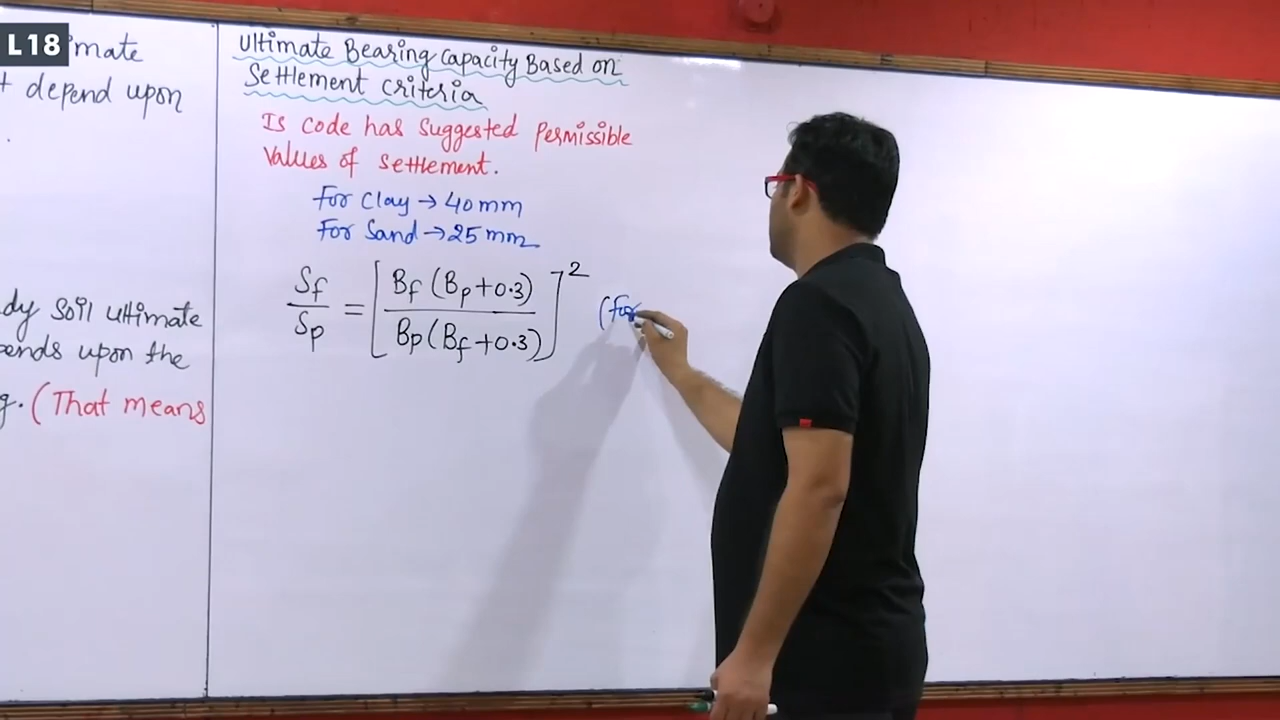 L18
mate
t depend upon
dy soil ultimate
ends upon the
g. (That means
Ultimate Bearing Capacity Based on
Settlement criteria
Is code has suggested Permissible
Values of settlement.
For Clay → 40 mm
For Sand → 25 mm
Sf/Sp = [Bf (Bp+0.3) / Bp (Bf+0.3)]² (For